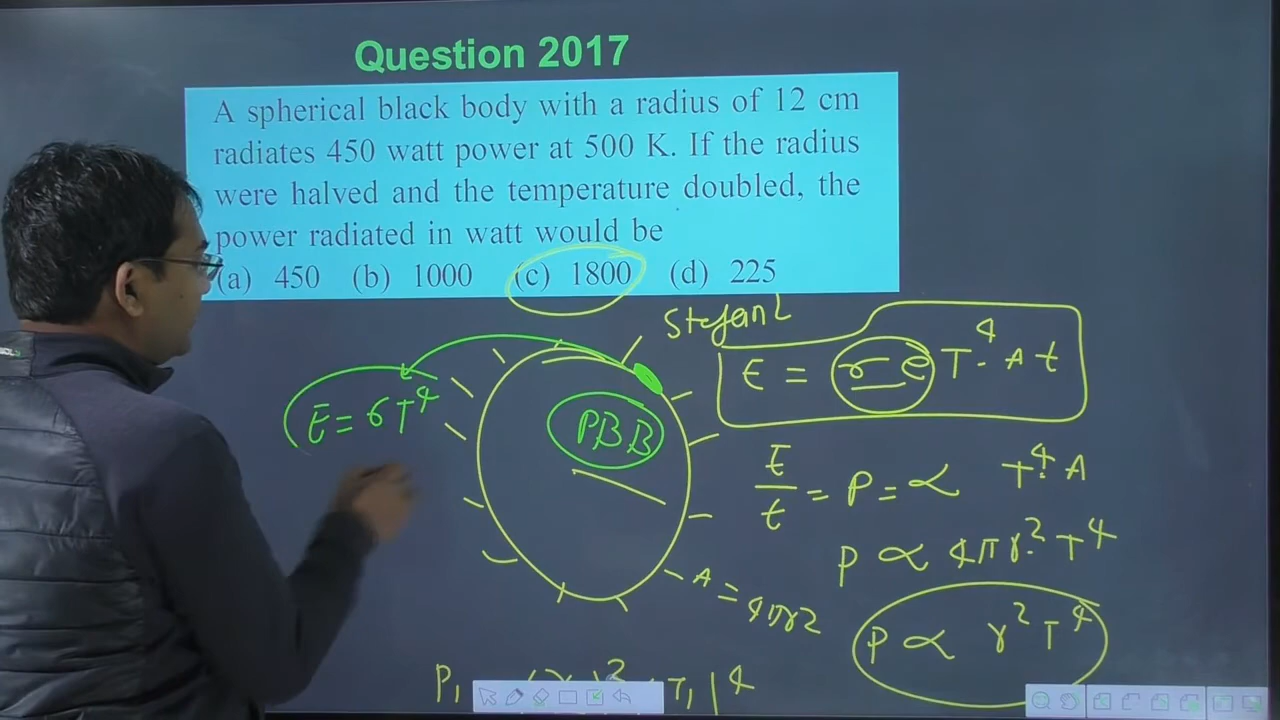 Question 2017
A spherical black body with a radius of 12 cm
radiates 450 watt power at 500 K. If the radius
were halved and the temperature doubled, the
power radiated in watt would be
(a) 450 (b) 1000 (c) 1800 (d) 225
Stefan L
E = σ e T⁴ · A t
E = σT⁴
P.B.B
E/t = P = ∝ T⁴ · A
P ∝ 4πr² T⁴
A = 4πr²
P ∝ r² T⁴
P₁